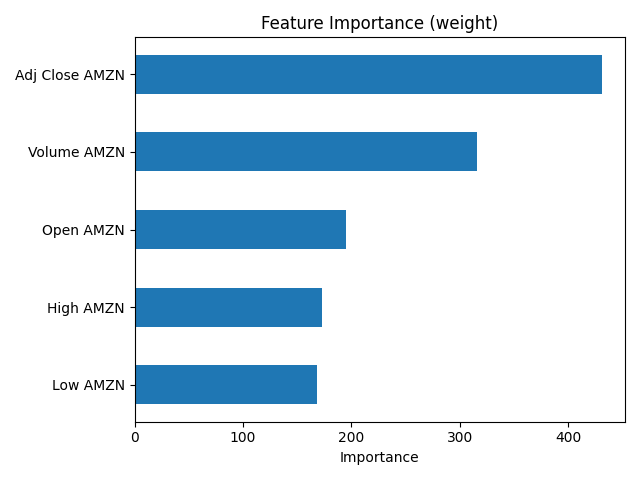 Feature Importance (weight)
Adj Close AMZN
Volume AMZN
Open AMZN
High AMZN
Low AMZN
0 100 200 300 400
Importance